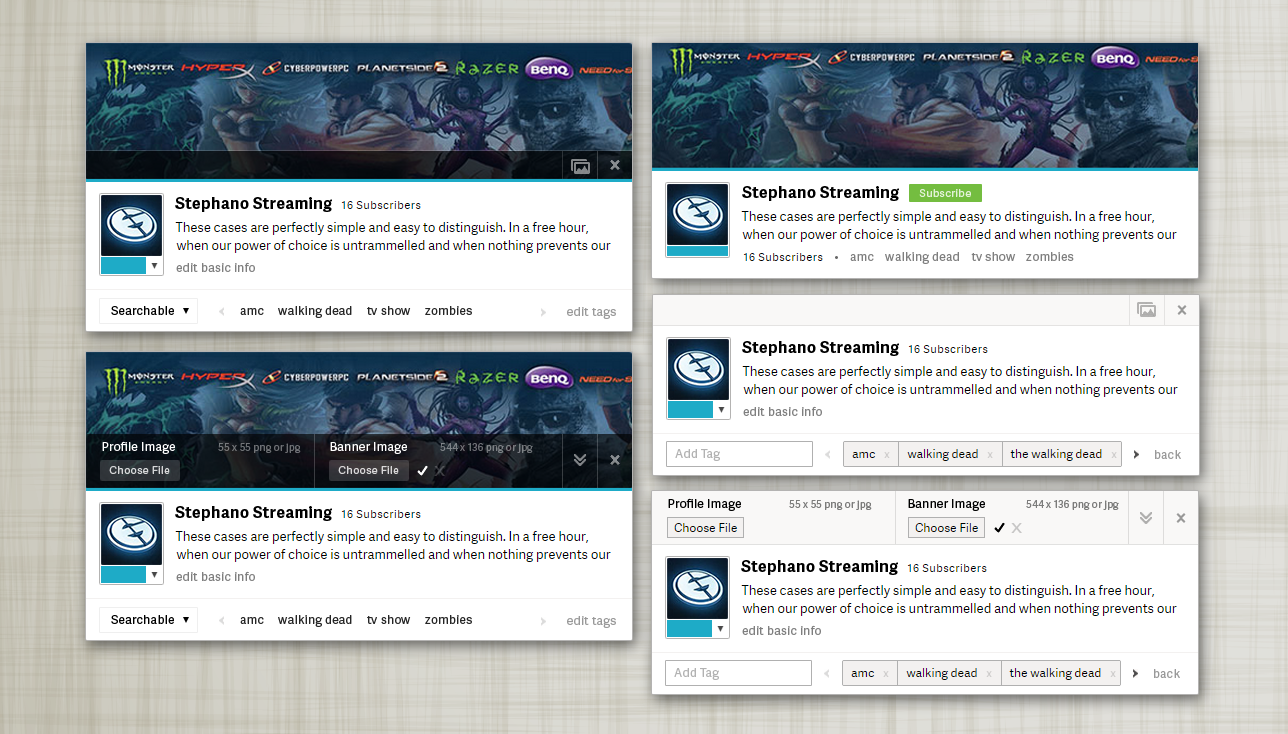 MONSTER HYPERX CYBERPOWERPC PLANETSIDE 2 RAZER BenQ NEED for S
ENERGY
Stephano Streaming 16 Subscribers
These cases are perfectly simple and easy to distinguish. In a free hour,
when our power of choice is untrammelled and when nothing prevents our
edit basic info
Searchable amc walking dead tv show zombies edit tags
MONSTER HYPERX CYBERPOWERPC PLANETSIDE 2 RAZER BenQ NEED for S
ENERGY
Profile Image 55 x 55 png or jpg Banner Image 544 x 136 png or jpg
Choose File Choose File
Stephano Streaming 16 Subscribers
These cases are perfectly simple and easy to distinguish. In a free hour,
when our power of choice is untrammelled and when nothing prevents our
edit basic info
Searchable amc walking dead tv show zombies edit tags
MONSTER HYPERX CYBERPOWERPC PLANETSIDE 2 RAZER BenQ NEED for S
ENERGY
Stephano Streaming Subscribe
These cases are perfectly simple and easy to distinguish. In a free hour,
when our power of choice is untrammelled and when nothing prevents our
16 Subscribers • amc walking dead tv show zombies
Stephano Streaming 16 Subscribers
These cases are perfectly simple and easy to distinguish. In a free hour,
when our power of choice is untrammelled and when nothing prevents our
edit basic info
Add Tag amc x walking dead x the walking dead x back
Profile Image 55 x 55 png or jpg Banner Image 544 x 136 png or jpg
Choose File Choose File
Stephano Streaming 16 Subscribers
These cases are perfectly simple and easy to distinguish. In a free hour,
when our power of choice is untrammelled and when nothing prevents our
edit basic info
Add Tag amc x walking dead x the walking dead x back